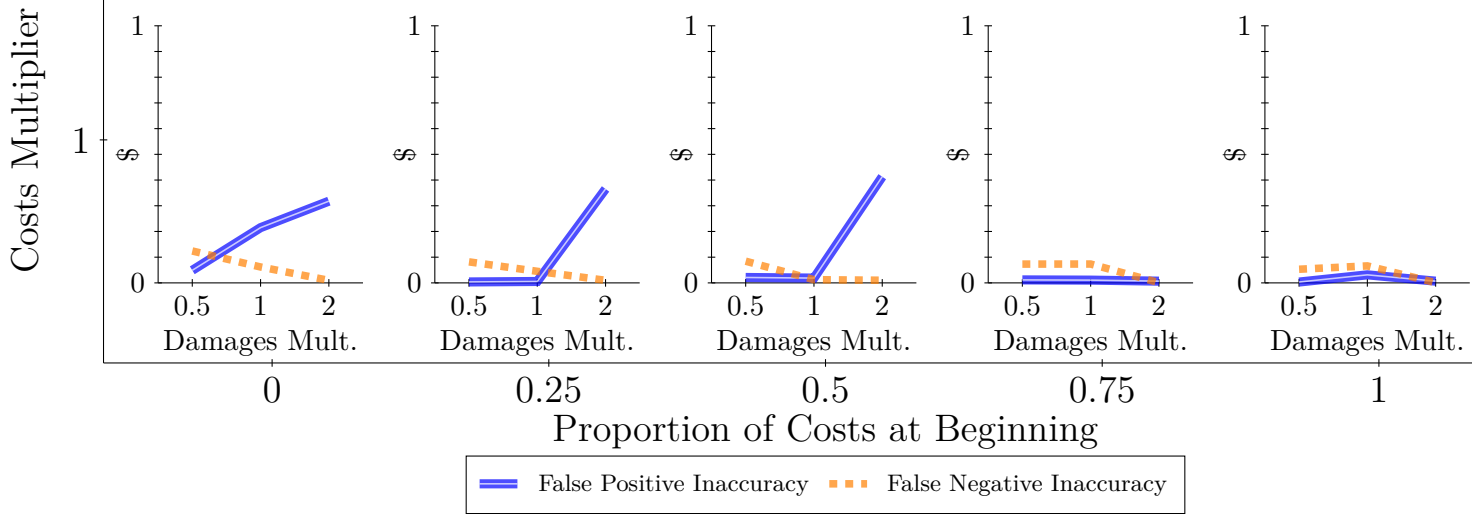 Costs Multiplier
1
1
$
0
0.5 1 2
Damages Mult.
1
$
0
0.5 1 2
Damages Mult.
1
$
0
0.5 1 2
Damages Mult.
1
$
0
0.5 1 2
Damages Mult.
1
$
0
0.5 1 2
Damages Mult.
0 0.25 0.5 0.75 1
Proportion of Costs at Beginning
False Positive Inaccuracy False Negative Inaccuracy